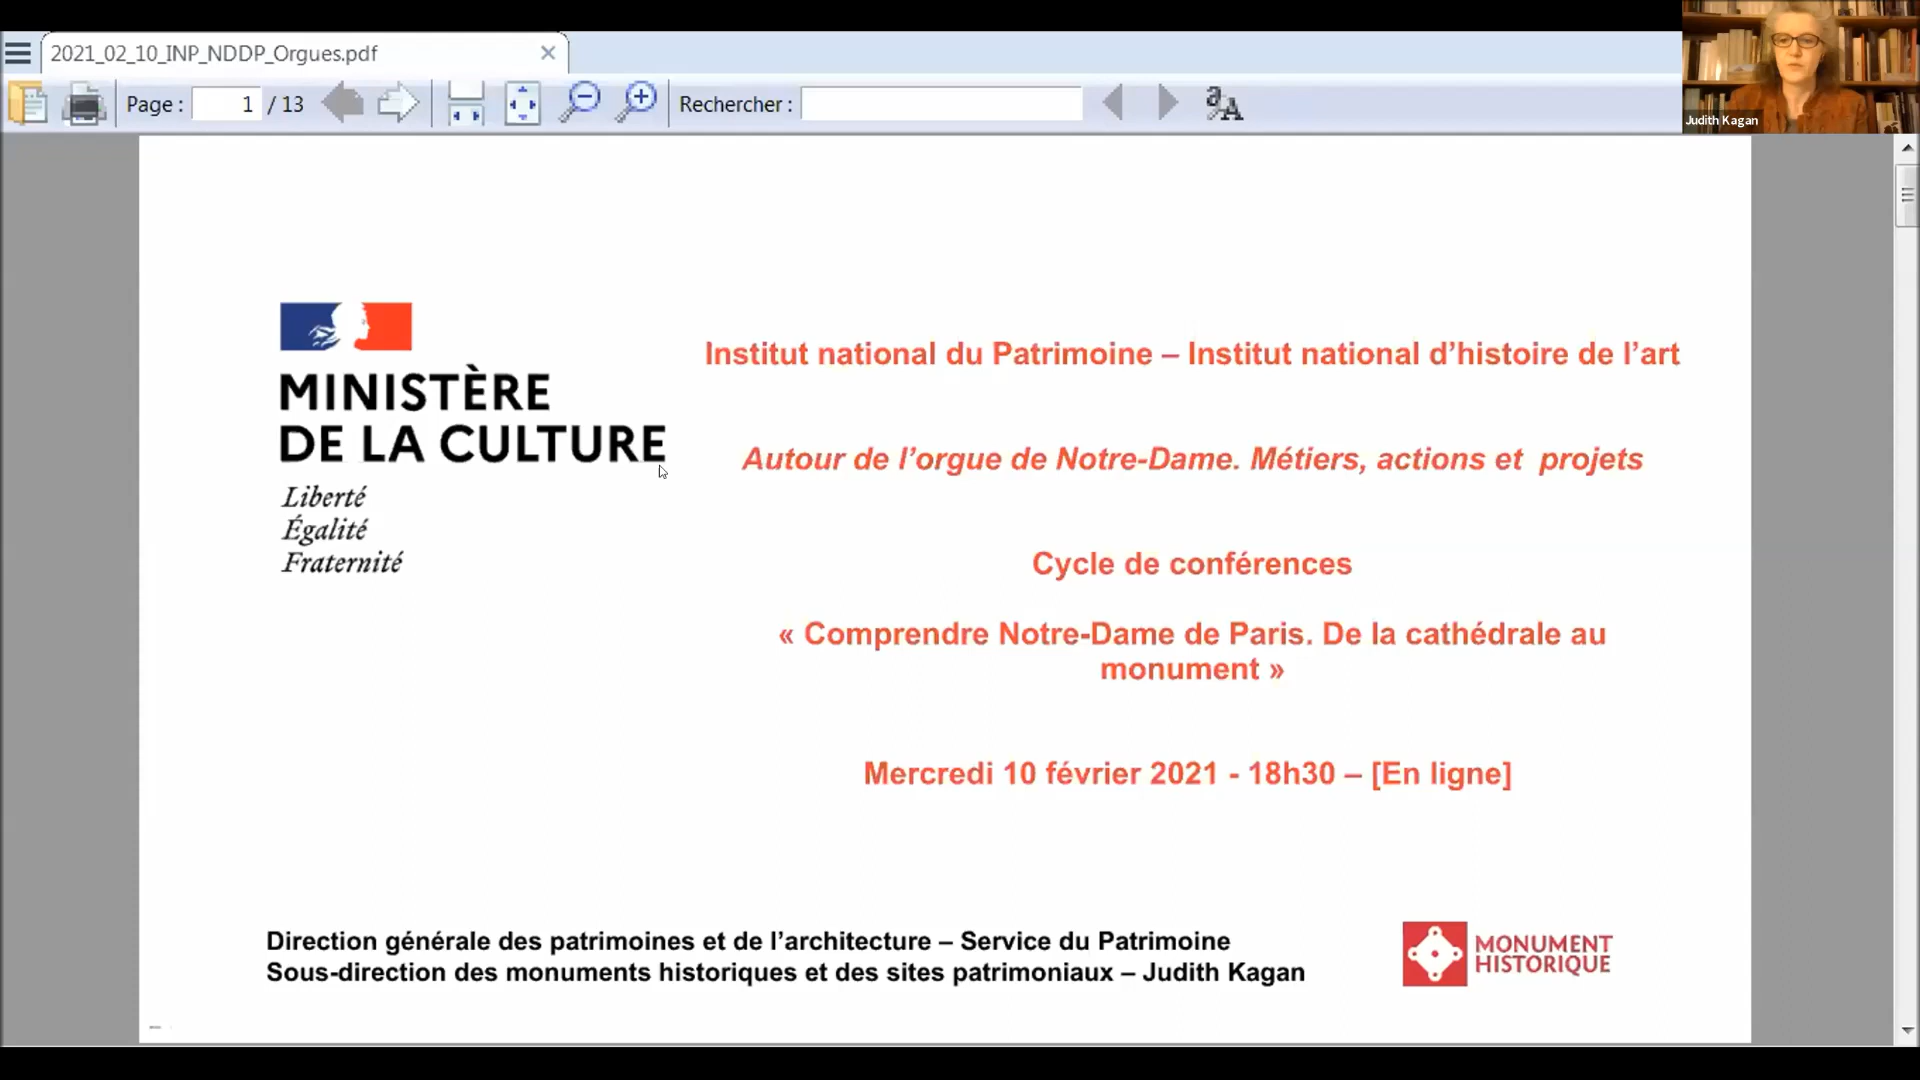 2021_02_10_INP_NDDP_Orgues.pdf
Page : 1 / 13
Rechercher :
Judith Kagan
MINISTÈRE
DE LA CULTURE
Liberté
Égalité
Fraternité
Institut national du Patrimoine – Institut national d’histoire de l’art
Autour de l’orgue de Notre-Dame. Métiers, actions et projets
Cycle de conférences
« Comprendre Notre-Dame de Paris. De la cathédrale au
monument »
Mercredi 10 février 2021 - 18h30 – [En ligne]
Direction générale des patrimoines et de l’architecture – Service du Patrimoine
Sous-direction des monuments historiques et des sites patrimoniaux – Judith Kagan
MONUMENT
HISTORIQUE